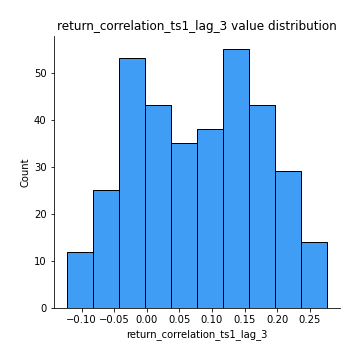 return_correlation_ts1_lag_3 value distribution
50
40
30
20
10
0
Count
−0.10 −0.05 0.00 0.05 0.10 0.15 0.20 0.25
return_correlation_ts1_lag_3